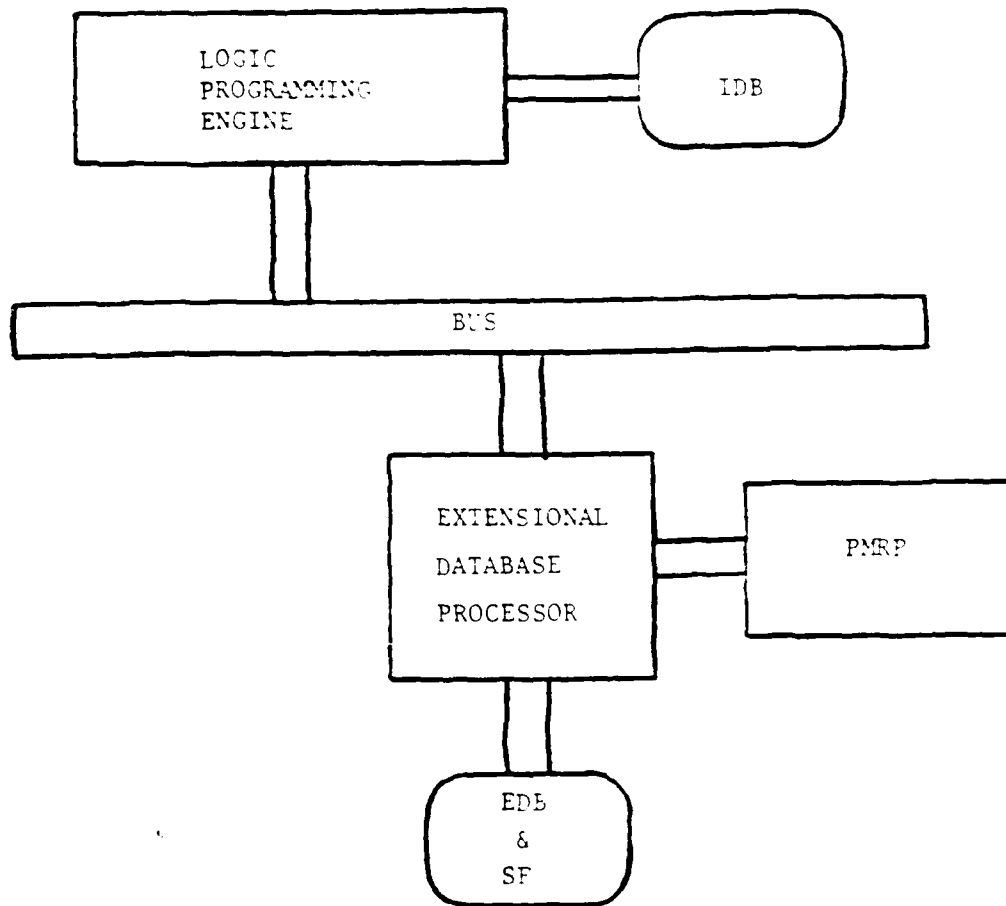 LOGIC
PROGRAMMING
ENGINE
IDB
BUS
EXTENSIONAL
DATABASE
PROCESSOR
PMRP
EDB
&
SF